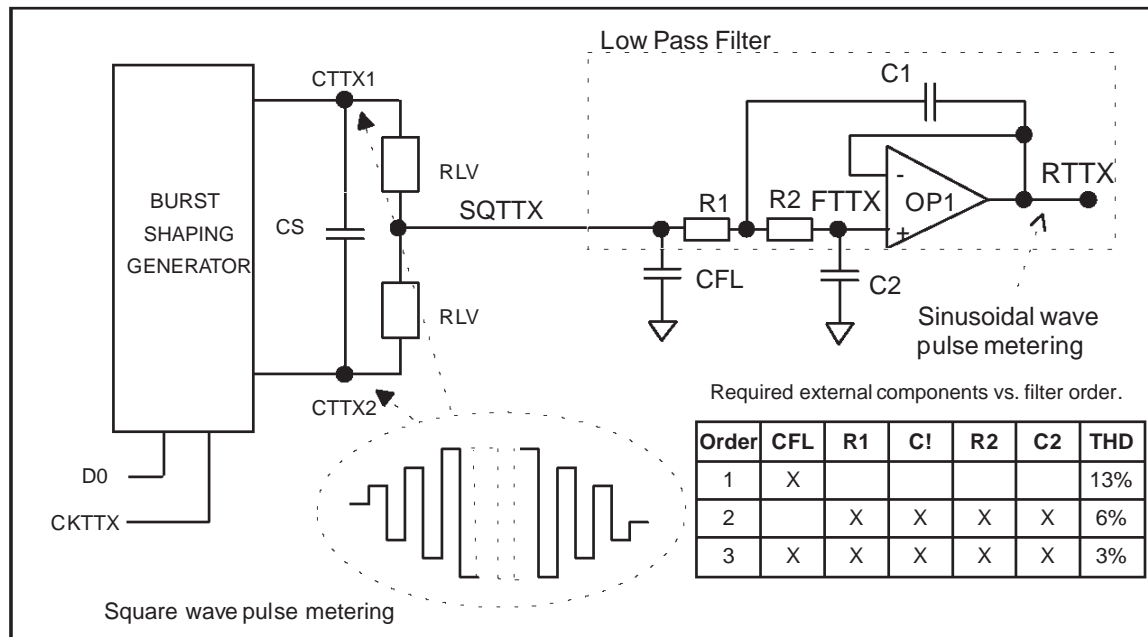 Low Pass Filter
C1
CTTX1
RLV
BURST
SHAPING
GENERATOR
CS
SQTTX
R1
R2
FTTX
-
+
OP1
RTTX
CFL
C2
RLV
CTTX2
Sinusoidal wave
pulse metering
D0
CKTTX
Square wave pulse metering
Required external components vs. filter order.
Order CFL R1 C! R2 C2 THD
1 X 13%
2 X X X X 6%
3 X X X X X 3%